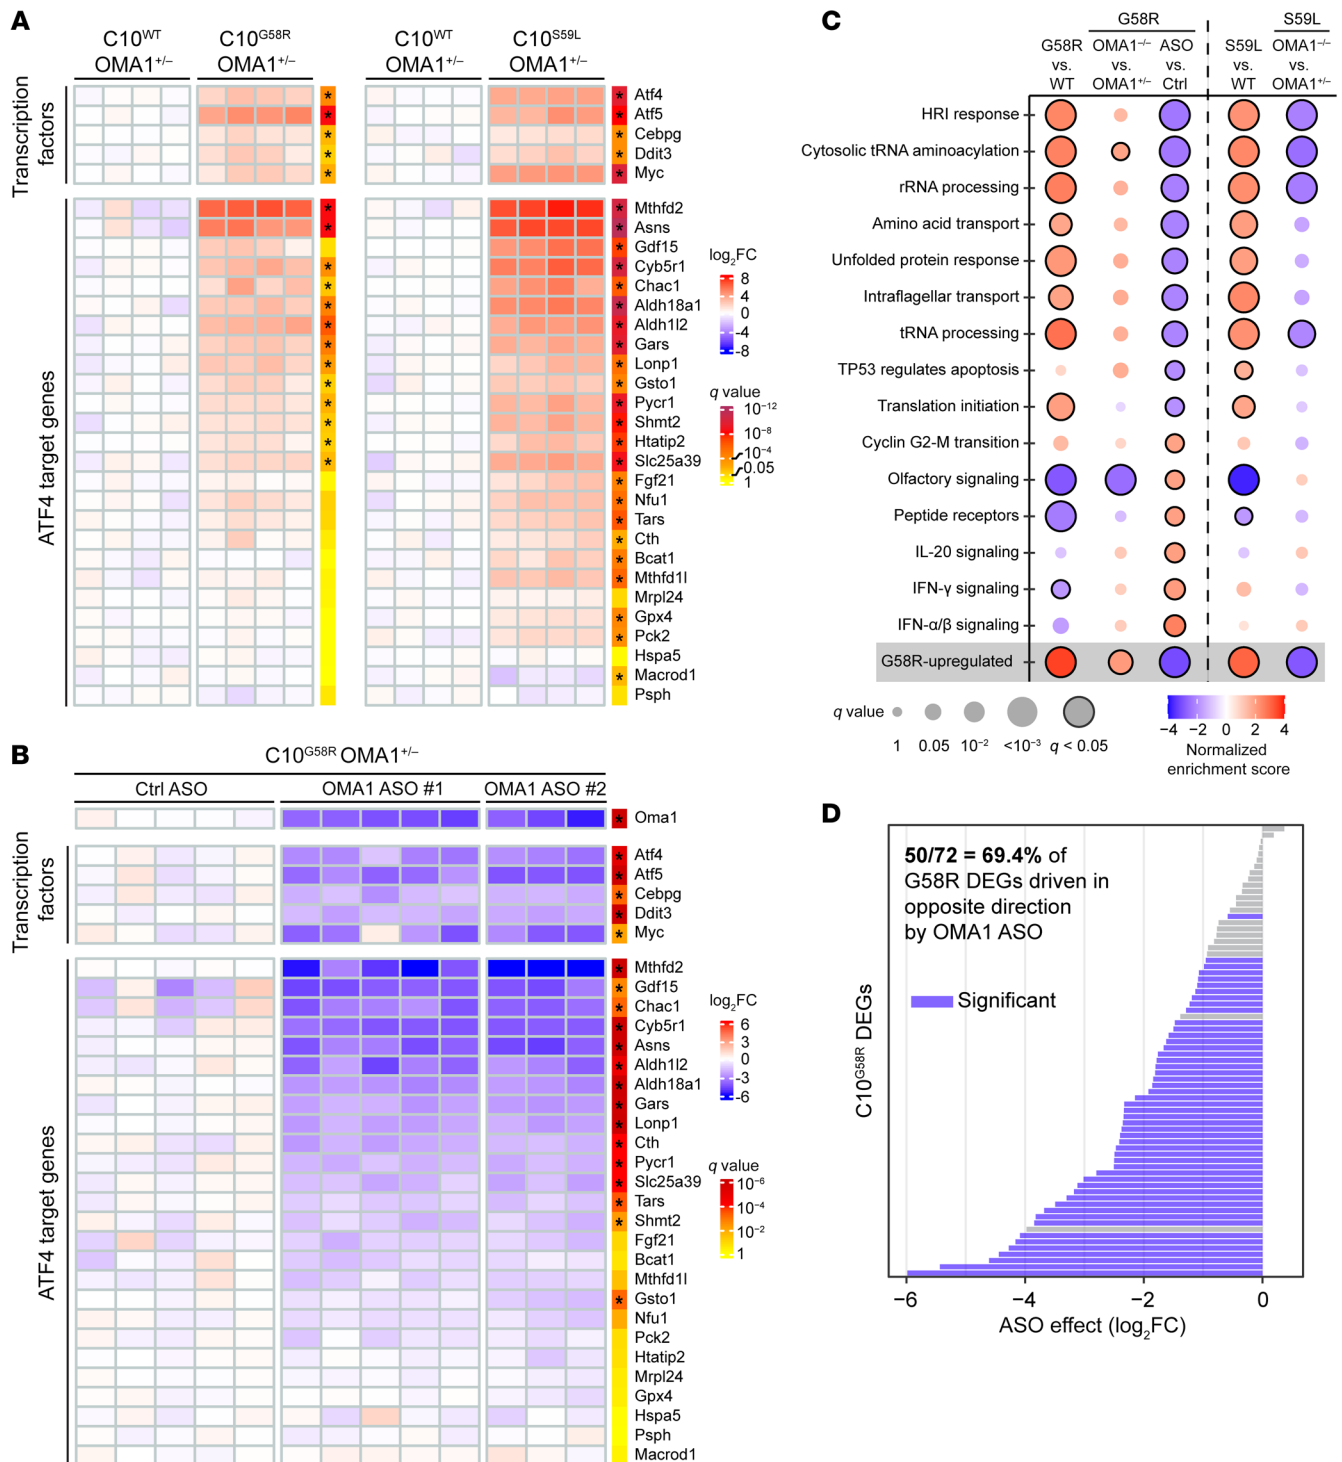 A
C10WT
OMA1+/–
C10G58R
OMA1+/–
C10WT
OMA1+/–
C10S59L
OMA1+/–
Transcription
factors
Atf4
Atf5
Cebpg
Ddit3
Myc
ATF4 target genes
Mthfd2
Asns
Gdf15
Cyb5r1
Chac1
Aldh18a1
Aldh1l2
Gars
Lonp1
Gsto1
Pycr1
Shmt2
Htatip2
Slc25a39
Fgf21
Nfu1
Tars
Cth
Bcat1
Mthfd1l
Mrpl24
Gpx4
Pck2
Hspa5
Macrod1
Psph
log2FC
8
4
0
–4
–8
q value
10−12
10−8
10−4
0.05
1
B
C10G58R OMA1+/–
Ctrl ASO
OMA1 ASO #1
OMA1 ASO #2
Oma1
Transcription
factors
Atf4
Atf5
Cebpg
Ddit3
Myc
ATF4 target genes
Mthfd2
Gdf15
Chac1
Cyb5r1
Asns
Aldh1l2
Aldh18a1
Gars
Lonp1
Cth
Pycr1
Slc25a39
Tars
Shmt2
Fgf21
Bcat1
Mthfd1l
Gsto1
Nfu1
Pck2
Htatip2
Mrpl24
Gpx4
Hspa5
Psph
Macrod1
log2FC
6
3
0
−3
−6
q value
10−6
10−4
10−2
1
C
G58R
S59L
G58R vs. WT
OMA1−/− vs. OMA1+/−
ASO vs. Ctrl
S59L vs. WT
OMA1−/− vs. OMA1+/−
HRI response
Cytosolic tRNA aminoacylation
rRNA processing
Amino acid transport
Unfolded protein response
Intraflagellar transport
tRNA processing
TP53 regulates apoptosis
Translation initiation
Cyclin G2-M transition
Olfactory signaling
Peptide receptors
IL-20 signaling
IFN-γ signaling
IFN-α/β signaling
G58R-upregulated
q value
1 0.05 10−2 <10−3 q < 0.05
−4 −2 0 2 4
Normalized
enrichment score
D
50/72 = 69.4% of
G58R DEGs driven in
opposite direction
by OMA1 ASO
Significant
C10G58R DEGs
−6 −4 −2 0
ASO effect (log2FC)